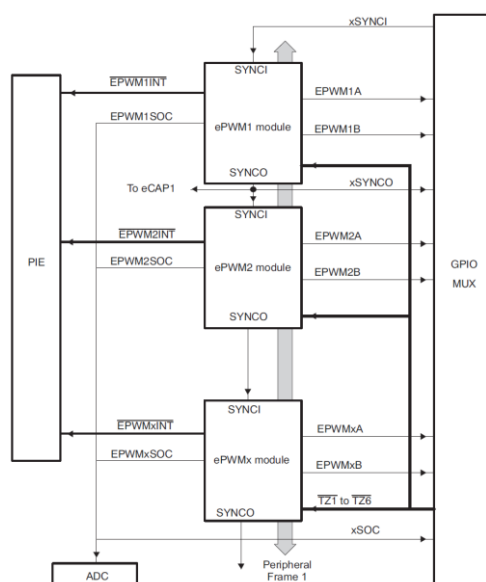 xSYNCI
SYNCI
EPWM1INT
EPWM1SOC
ePWM1 module
EPWM1A
EPWM1B
SYNCO
To eCAP1
xSYNCO
SYNCI
EPWM2INT
EPWM2SOC
ePWM2 module
EPWM2A
EPWM2B
SYNCO
PIE
GPIO
MUX
SYNCI
EPWMxINT
EPWMxSOC
ePWMx module
EPWMxA
EPWMxB
SYNCO
TZ1 to TZ6
xSOC
ADC
Peripheral
Frame 1